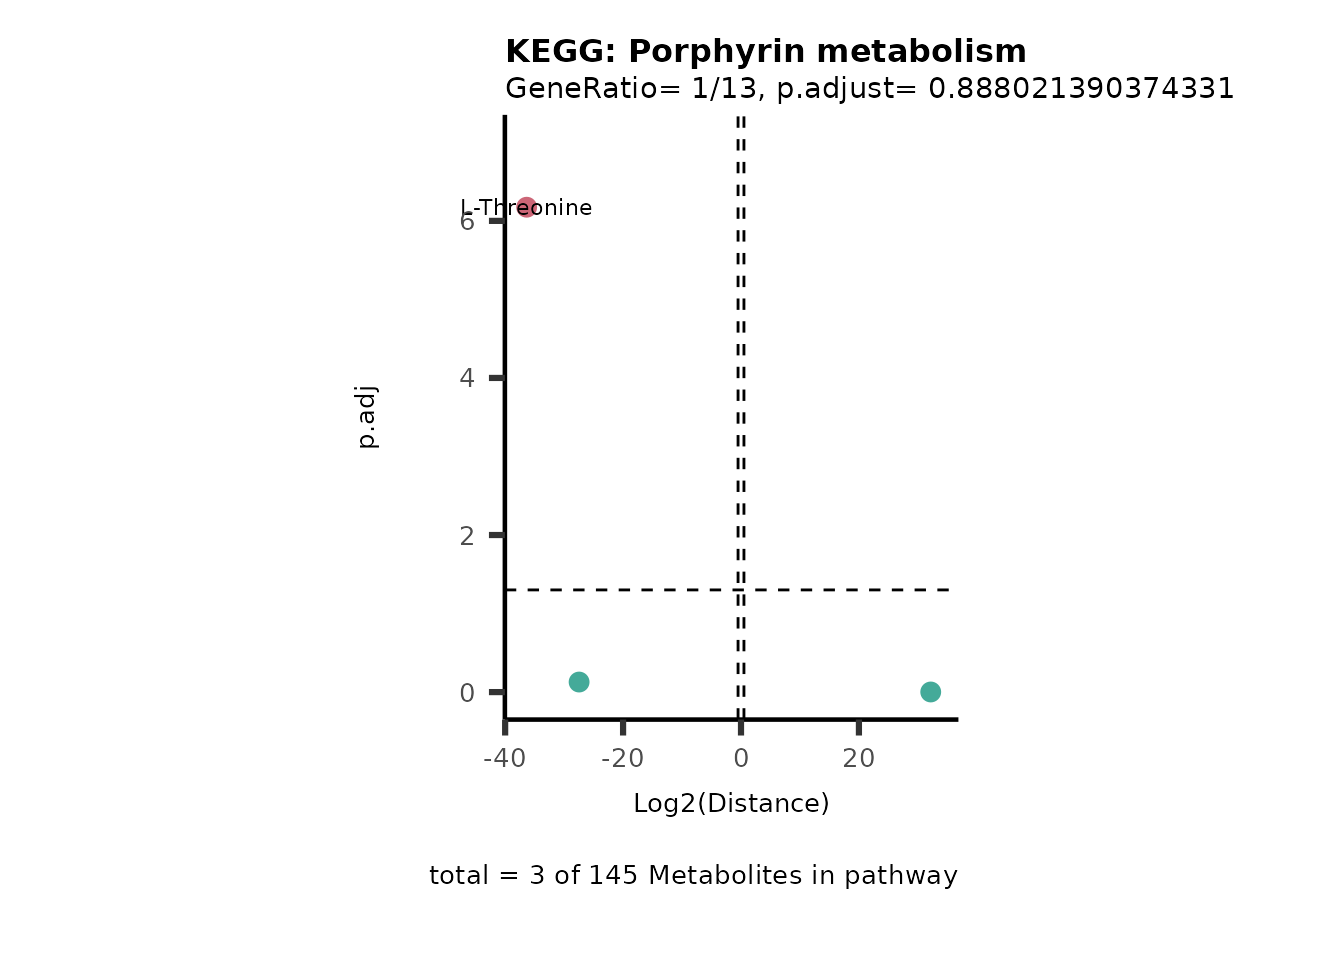 KEGG: Porphyrin metabolism
GeneRatio= 1/13, p.adjust= 0.888021390374331
L-Threonine
6
4
p.adj
2
0
-40 -20 0 20
Log2(Distance)
total = 3 of 145 Metabolites in pathway